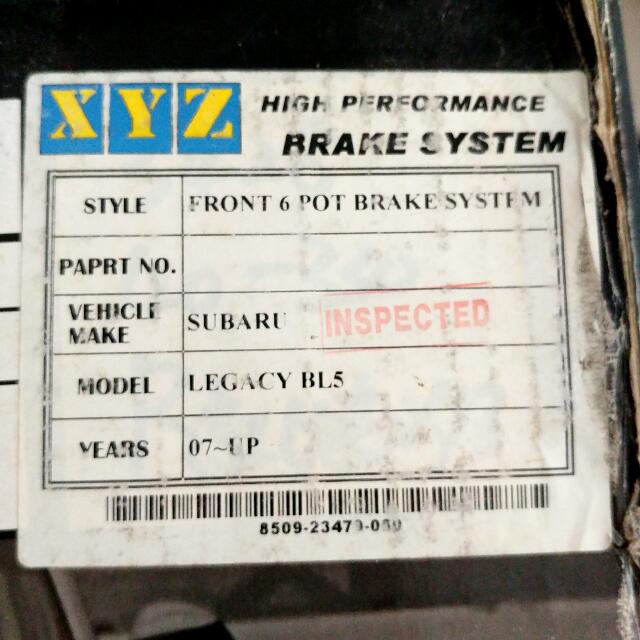 XYZ HIGH PERFORMANCE
BRAKE SYSTEM
STYLE FRONT 6 POT BRAKE SYSTEM
PAPRT NO.
VEHICLE MAKE SUBARU INSPECTED
MODEL LEGACY BL5
YEARS 07~UP